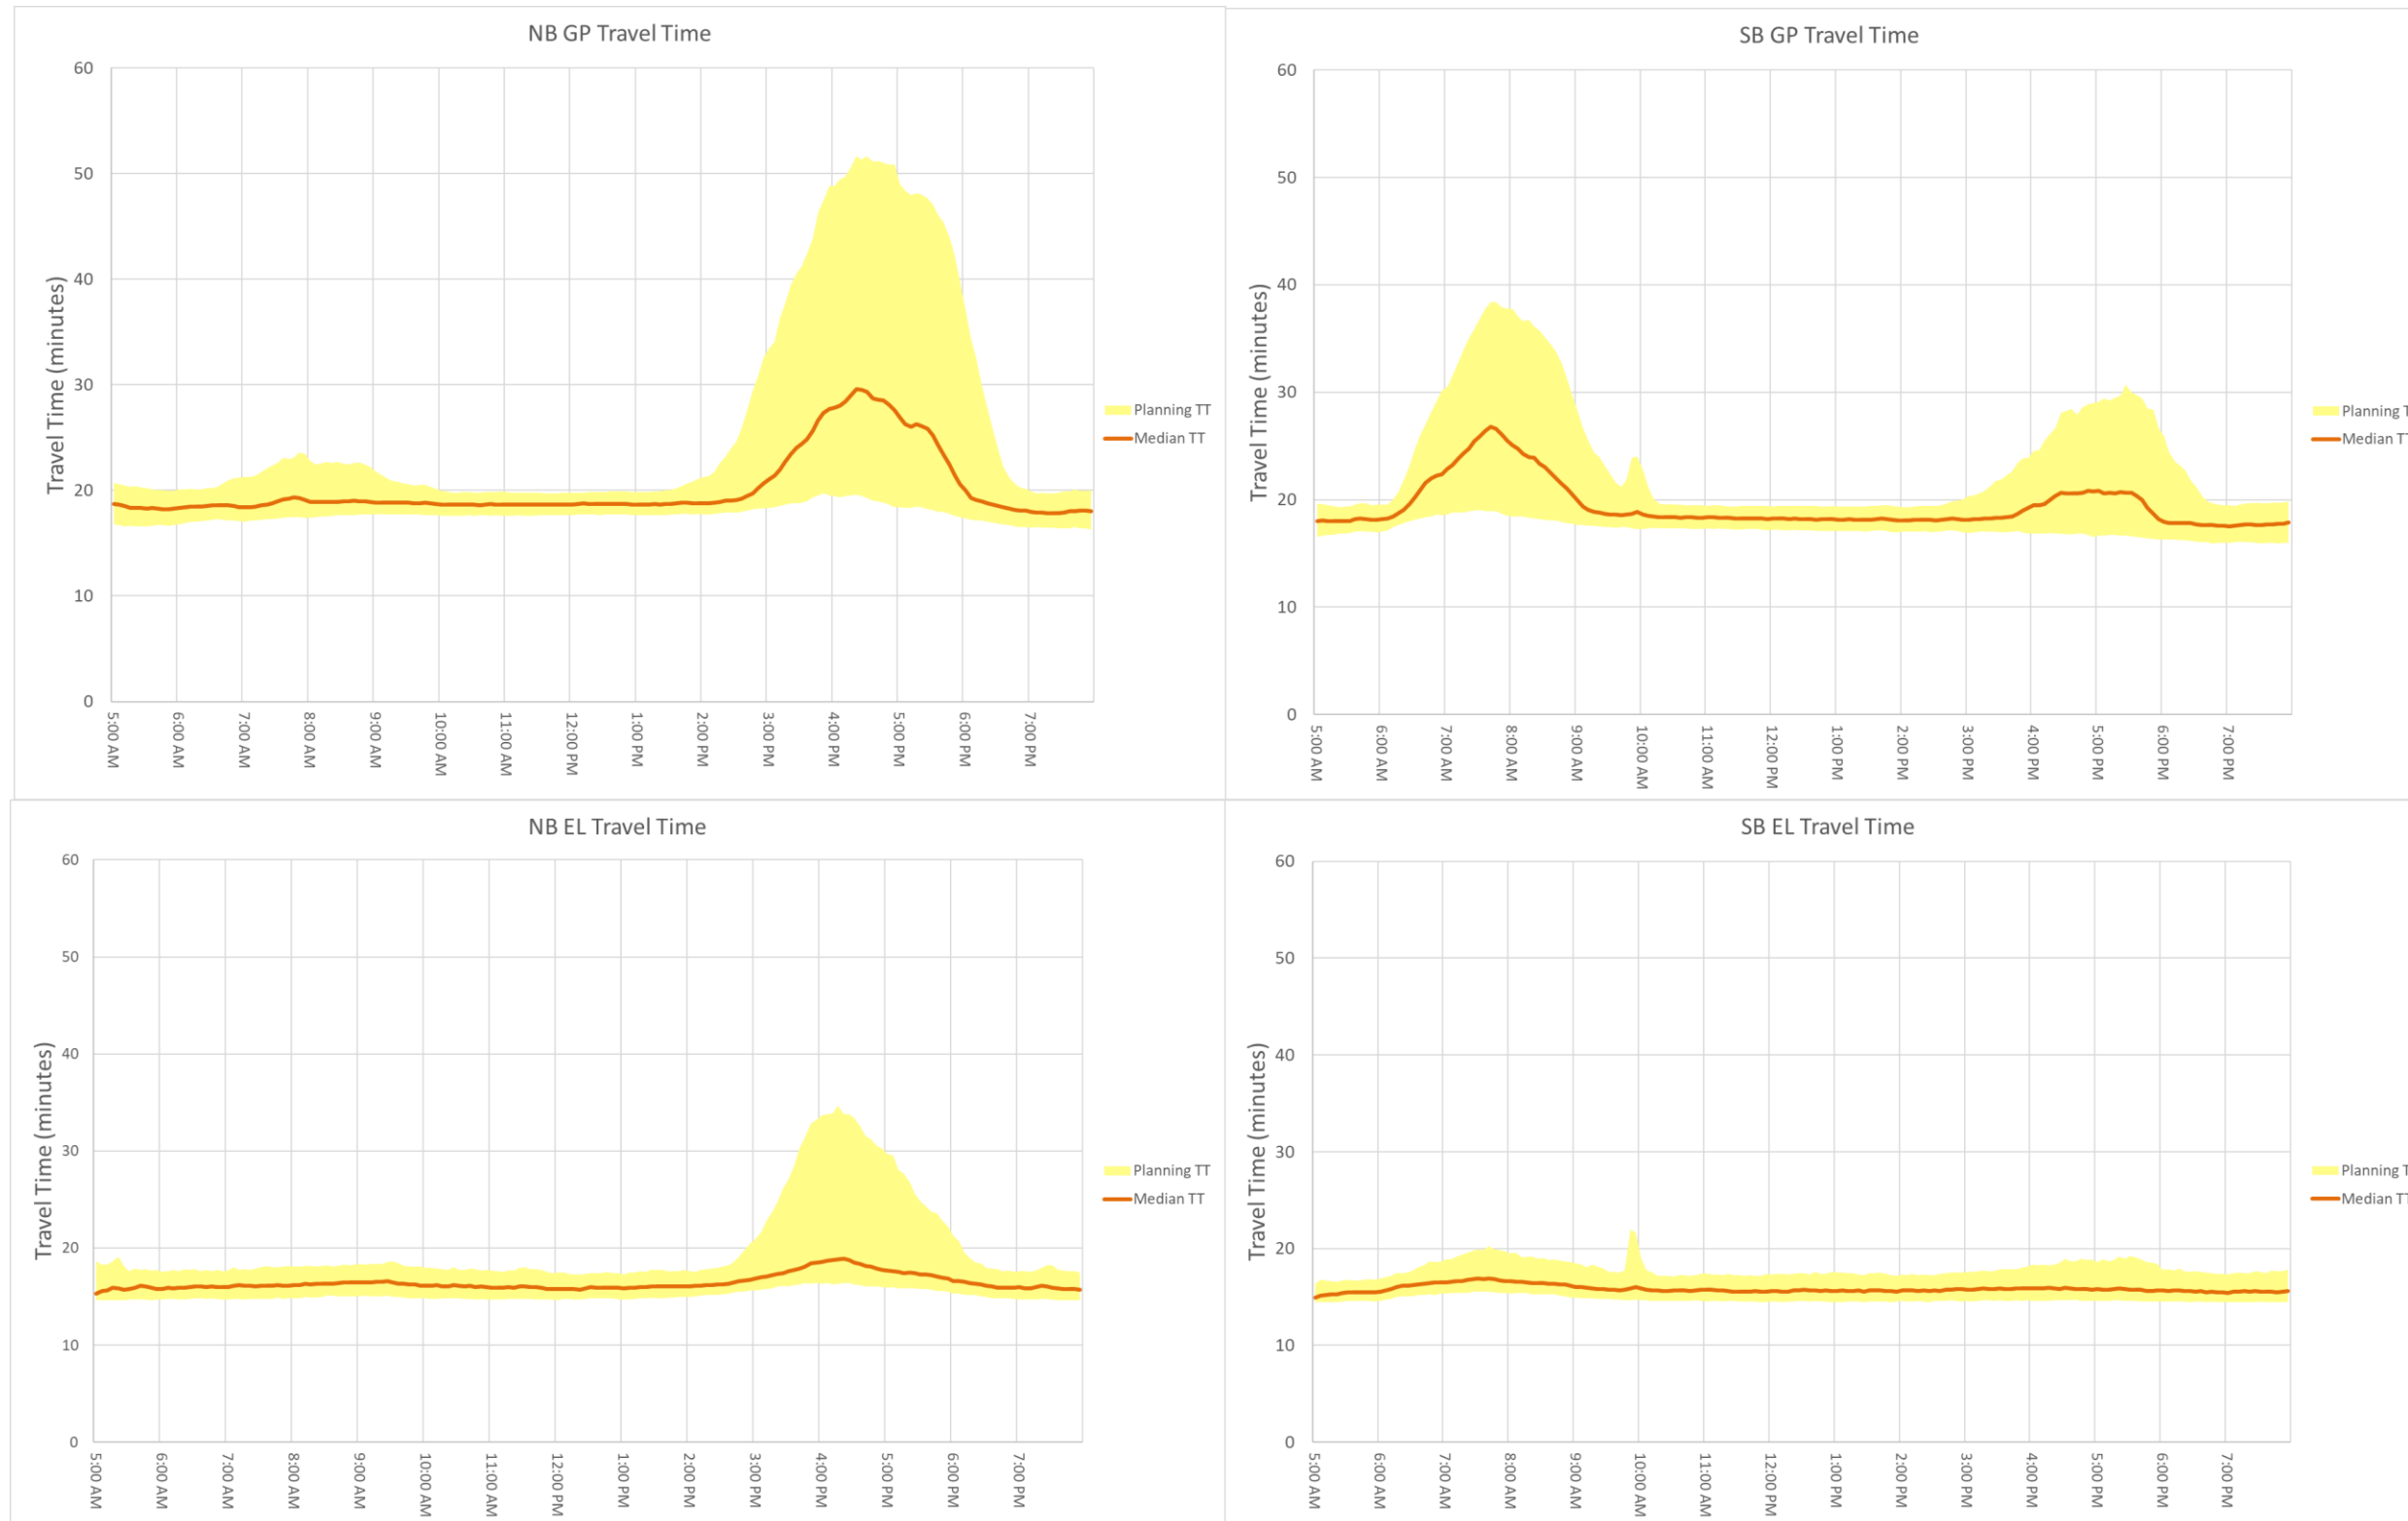 NB GP Travel Time
Travel Time (minutes)
60
50
40
30
20
10
0
5:00 AM
6:00 AM
7:00 AM
8:00 AM
9:00 AM
10:00 AM
11:00 AM
12:00 PM
1:00 PM
2:00 PM
3:00 PM
4:00 PM
5:00 PM
6:00 PM
7:00 PM
Planning TT
Median TT
SB GP Travel Time
Travel Time (minutes)
60
50
40
30
20
10
0
5:00 AM
6:00 AM
7:00 AM
8:00 AM
9:00 AM
10:00 AM
11:00 AM
12:00 PM
1:00 PM
2:00 PM
3:00 PM
4:00 PM
5:00 PM
6:00 PM
7:00 PM
Planning T
Median TT
NB EL Travel Time
Travel Time (minutes)
60
50
40
30
20
10
0
5:00 AM
6:00 AM
7:00 AM
8:00 AM
9:00 AM
10:00 AM
11:00 AM
12:00 PM
1:00 PM
2:00 PM
3:00 PM
4:00 PM
5:00 PM
6:00 PM
7:00 PM
Planning TT
Median TT
SB EL Travel Time
Travel Time (minutes)
60
50
40
30
20
10
0
5:00 AM
6:00 AM
7:00 AM
8:00 AM
9:00 AM
10:00 AM
11:00 AM
12:00 PM
1:00 PM
2:00 PM
3:00 PM
4:00 PM
5:00 PM
6:00 PM
7:00 PM
Planning T
Median TT